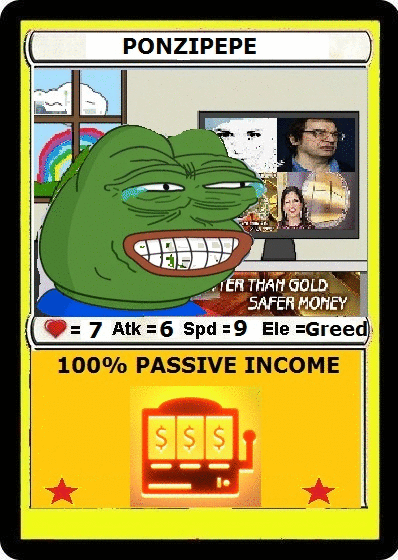 PONZIPEPE
TER THAN GOLD
SAFER MONEY
= 7 Atk = 6 Spd = 9 Ele = Greed
100% PASSIVE INCOME
$ $ $